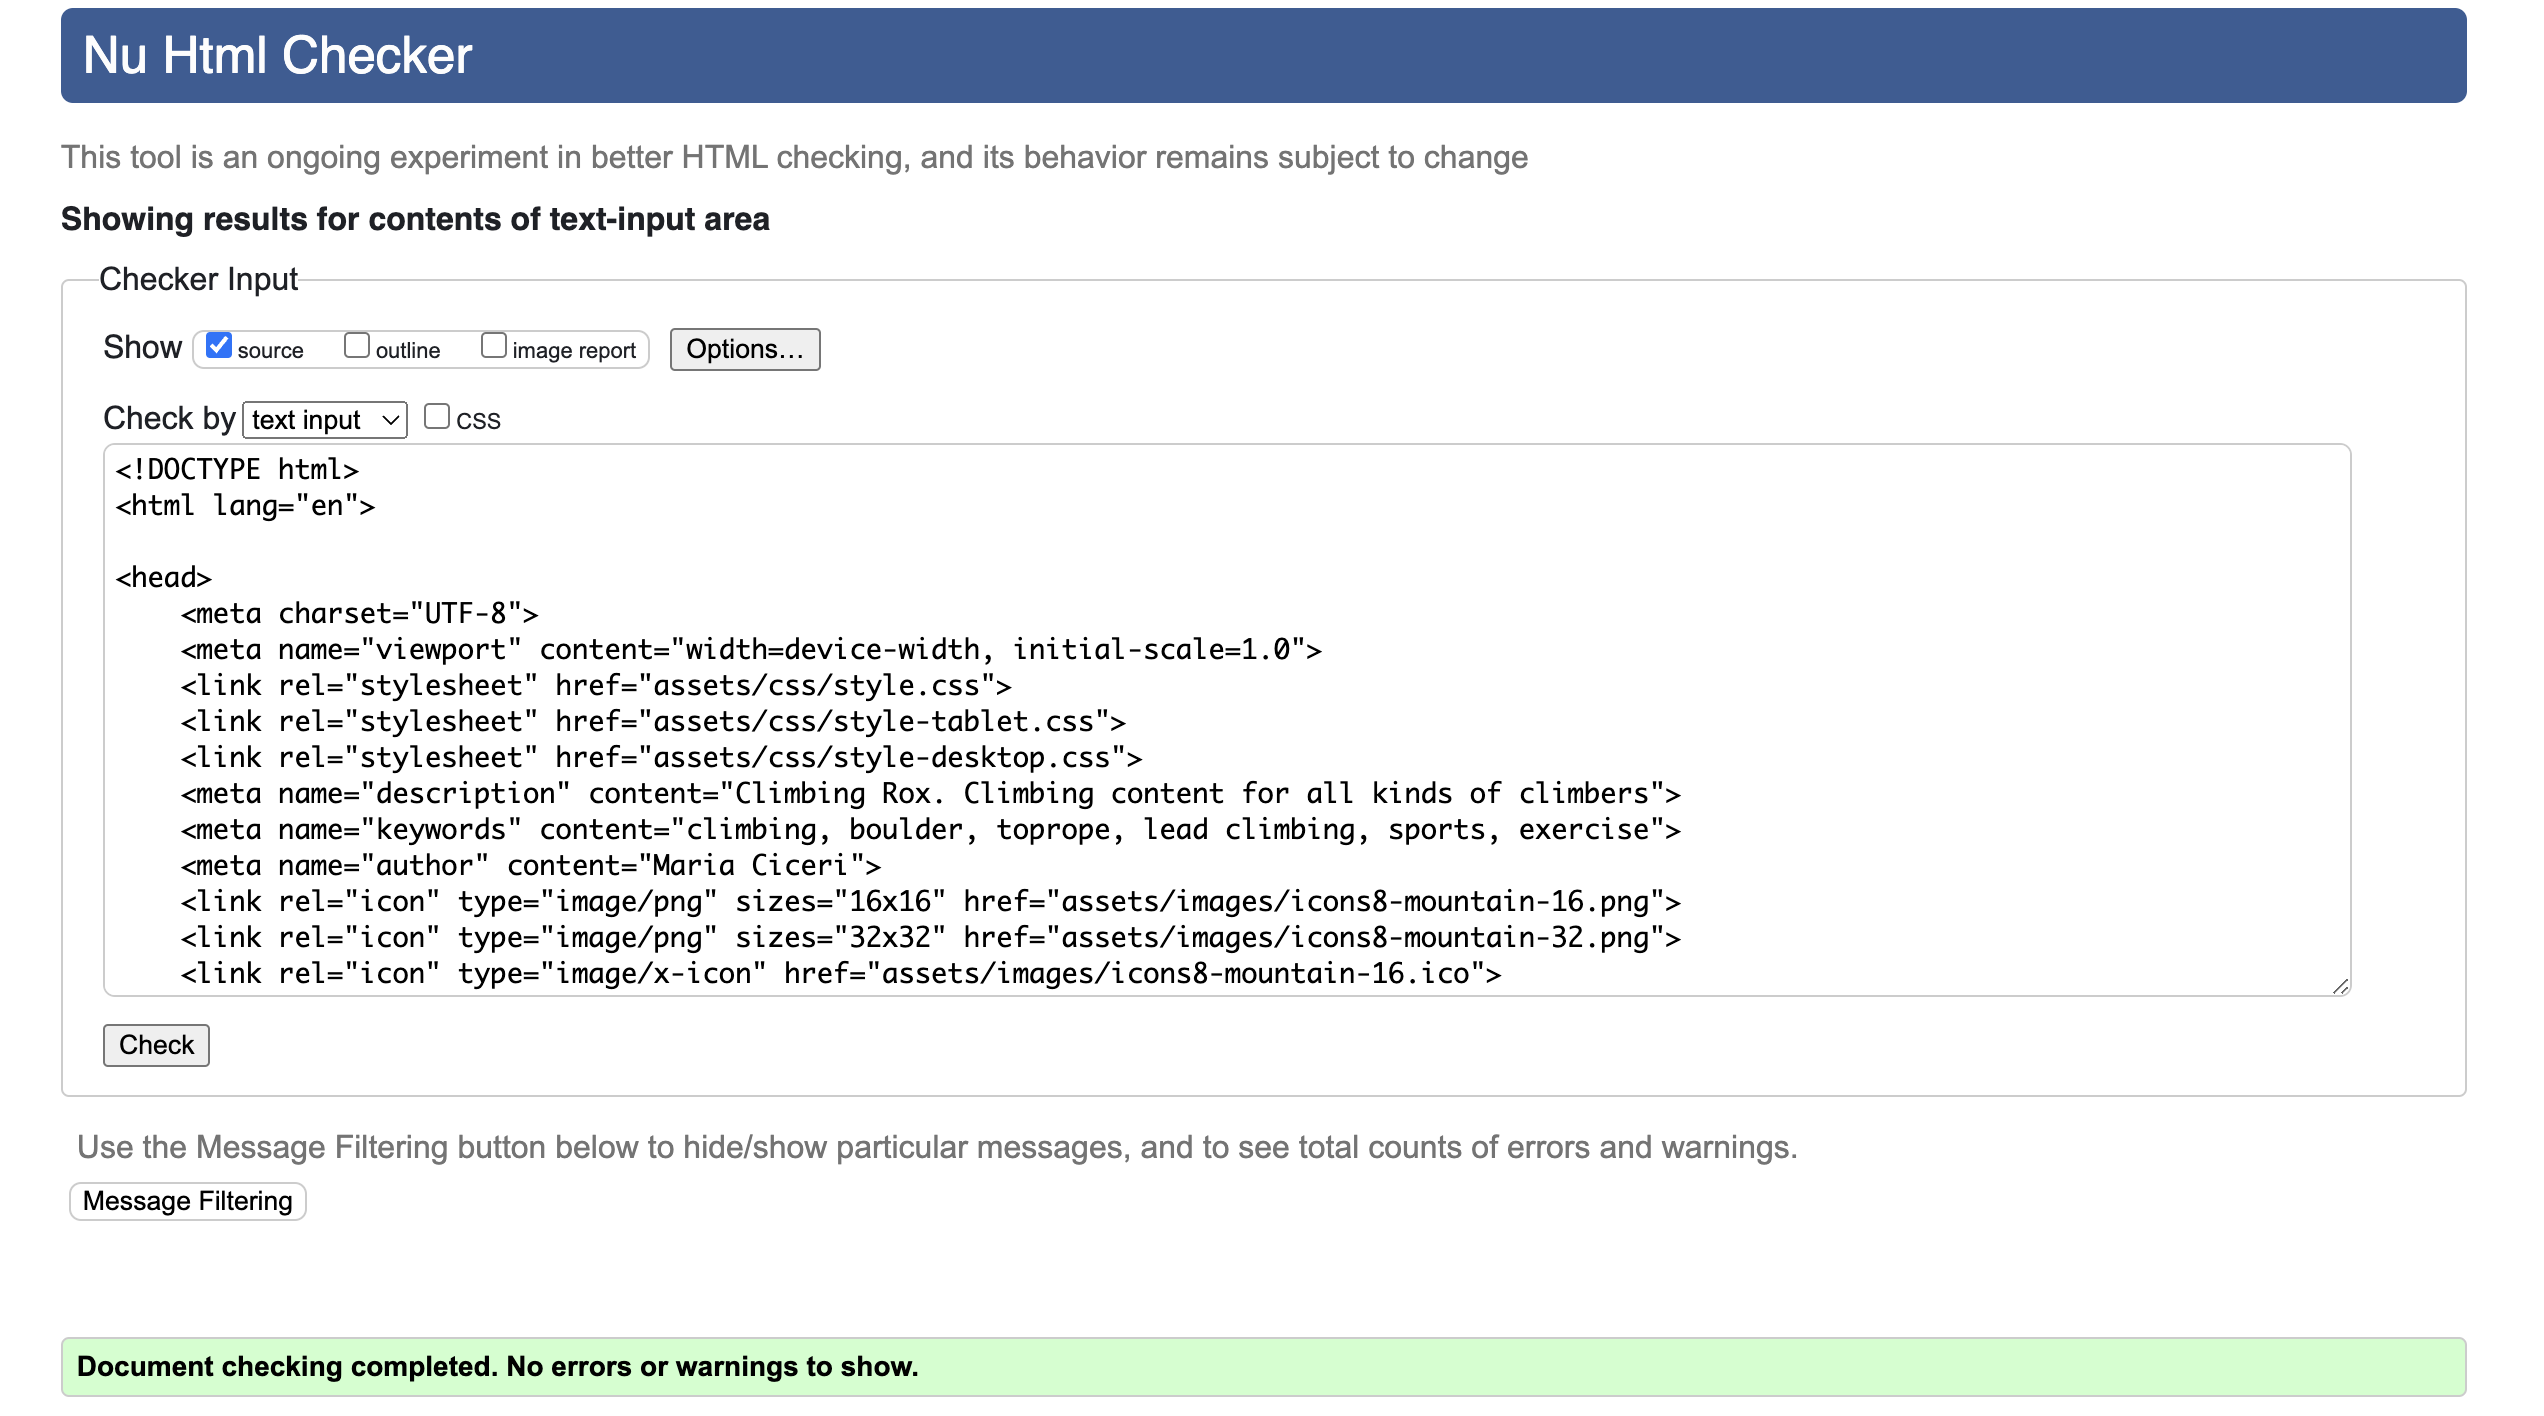 Nu Html Checker
This tool is an ongoing experiment in better HTML checking, and its behavior remains subject to change
Showing results for contents of text-input area
Checker Input
Show source outline image report Options...
Check by text input css
<!DOCTYPE html>
<html lang="en">
<head>
    <meta charset="UTF-8">
    <meta name="viewport" content="width=device-width, initial-scale=1.0">
    <link rel="stylesheet" href="assets/css/style.css">
    <link rel="stylesheet" href="assets/css/style-tablet.css">
    <link rel="stylesheet" href="assets/css/style-desktop.css">
    <meta name="description" content="Climbing Rox. Climbing content for all kinds of climbers">
    <meta name="keywords" content="climbing, boulder, toprope, lead climbing, sports, exercise">
    <meta name="author" content="Maria Ciceri">
    <link rel="icon" type="image/png" sizes="16x16" href="assets/images/icons8-mountain-16.png">
    <link rel="icon" type="image/png" sizes="32x32" href="assets/images/icons8-mountain-32.png">
    <link rel="icon" type="image/x-icon" href="assets/images/icons8-mountain-16.ico">
Check
Use the Message Filtering button below to hide/show particular messages, and to see total counts of errors and warnings.
Message Filtering
Document checking completed. No errors or warnings to show.